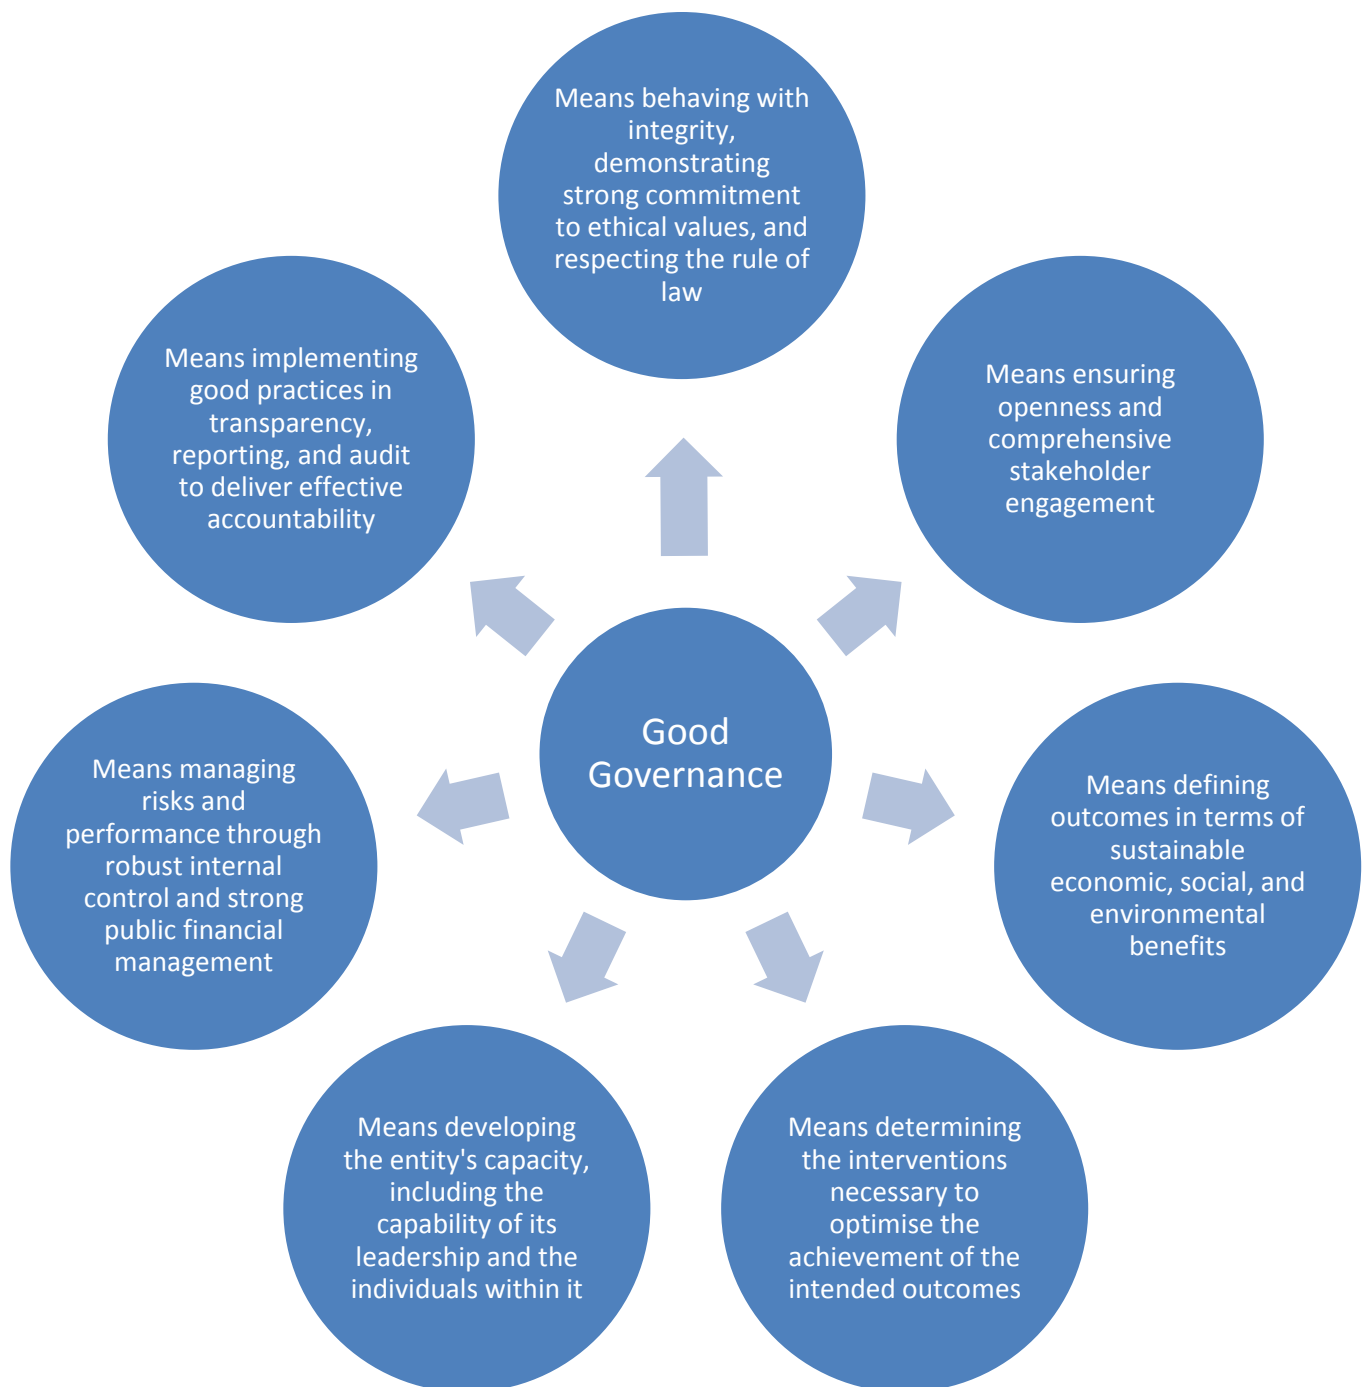 Means behaving with
integrity,
demonstrating
strong commitment
to ethical values, and
respecting the rule of
law
Means ensuring
openness and
comprehensive
stakeholder
engagement
Means defining
outcomes in terms of
sustainable
economic, social, and
environmental
benefits
Means determining
the interventions
necessary to
optimise the
achievement of the
intended outcomes
Means developing
the entity's capacity,
including the
capability of its
leadership and the
individuals within it
Means managing
risks and
performance through
robust internal
control and strong
public financial
management
Means implementing
good practices in
transparency,
reporting, and audit
to deliver effective
accountability
Good
Governance